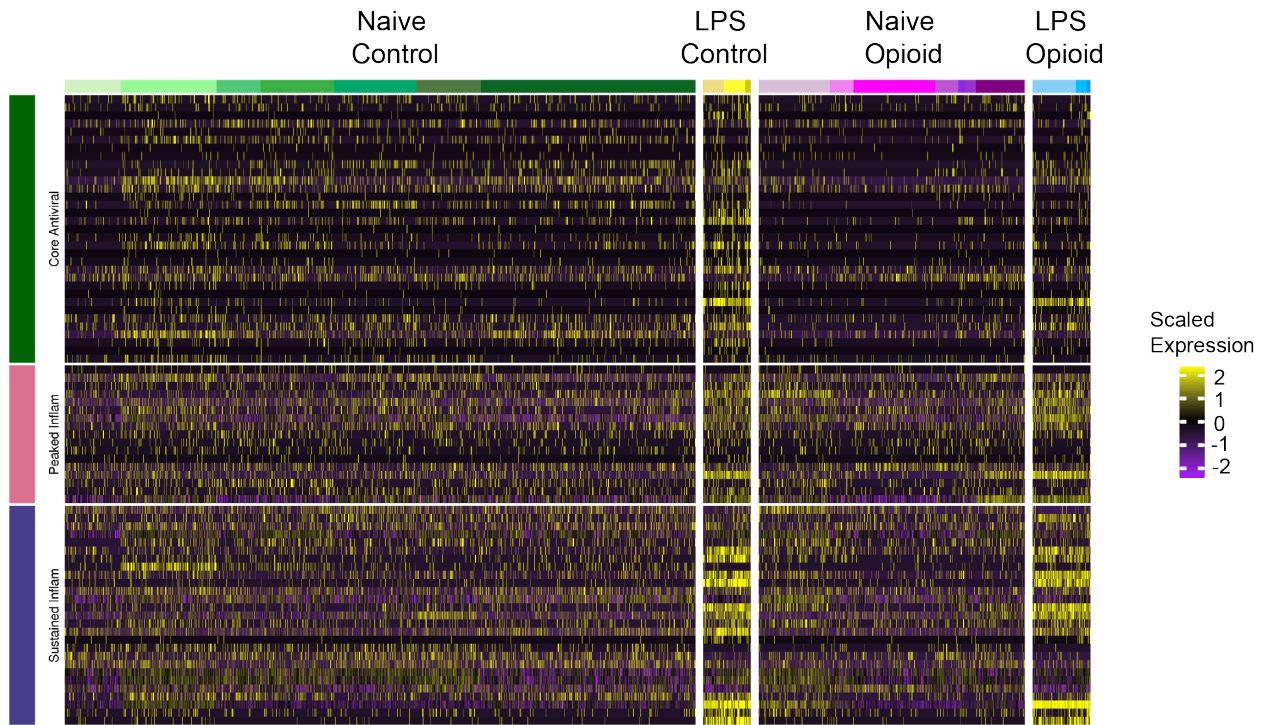 Naive
Control
LPS
Control
Naive
Opioid
LPS
Opioid
Core Antiviral
Peaked Inflam
Sustained Inflam
Scaled
Expression
2
1
0
-1
-2